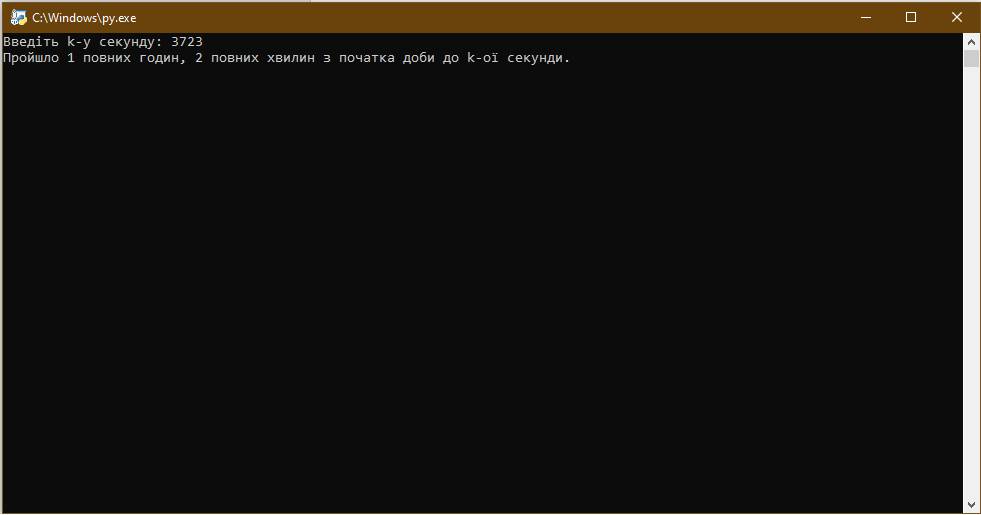 C:\Windows\py.exe
Введіть k-у секунду: 3723
Пройшло 1 повних годин, 2 повних хвилин з початка доби до k-ої секунди.